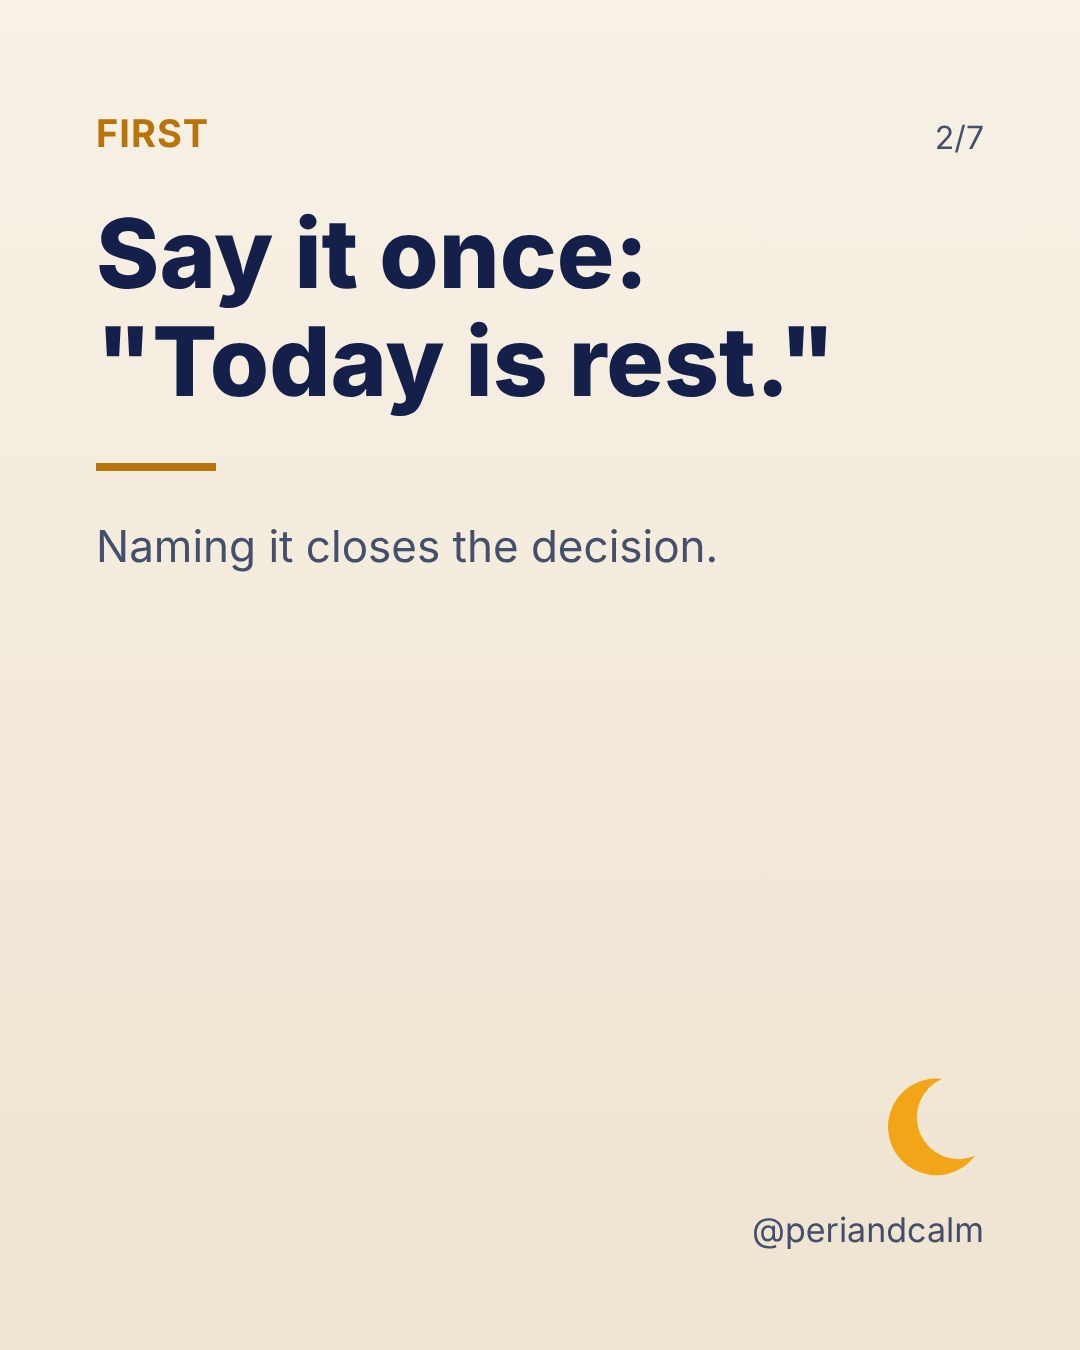 FIRST
2/7
Say it once:
"Today is rest."
Naming it closes the decision.
@periandcalm